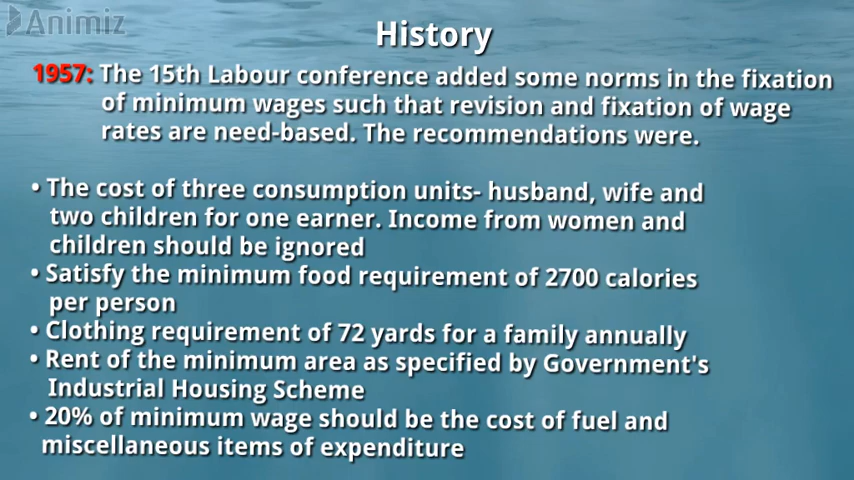 Animiz
History
1957: The 15th Labour conference added some norms in the fixation
of minimum wages such that revision and fixation of wage
rates are need-based. The recommendations were.
• The cost of three consumption units- husband, wife and
two children for one earner. Income from women and
children should be ignored
• Satisfy the minimum food requirement of 2700 calories
per person
• Clothing requirement of 72 yards for a family annually
• Rent of the minimum area as specified by Government's
Industrial Housing Scheme
• 20% of minimum wage should be the cost of fuel and
miscellaneous items of expenditure